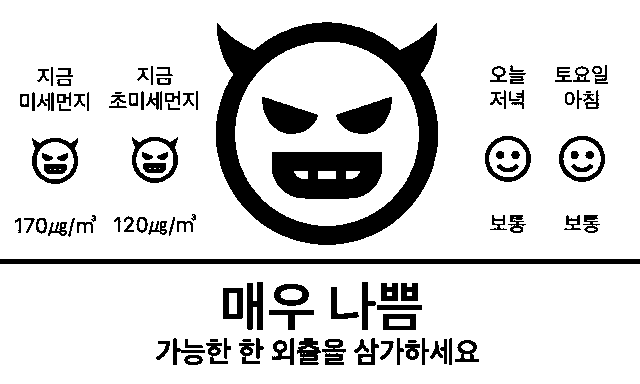 지금
미세먼지
170㎍/㎥
지금
초미세먼지
120㎍/㎥
오늘
저녁
보통
토요일
아침
보통
매우 나쁨
가능한 한 외출을 삼가하세요